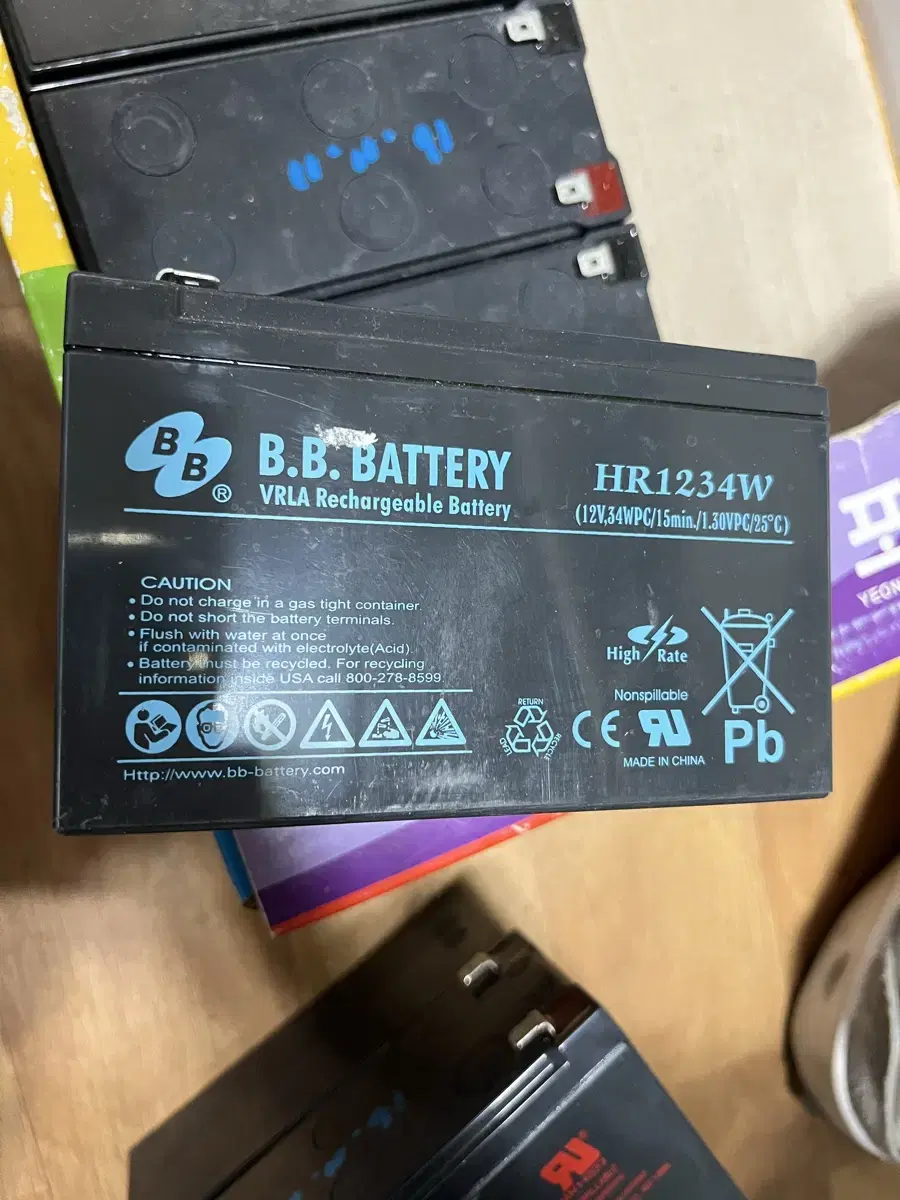 B B
®
B.B. BATTERY
VRLA Rechargeable Battery
HR1234W
(12V,34WPC/15min./1.30VPC/25°C)
CAUTION
• Do not charge in a gas tight container.
• Do not short the battery terminals.
• Flush with water at once
if contaminated with electrolyte(Acid).
• Battery must be recycled. For recycling
information inside USA call 800-278-8599
High Rate
Nonspillable
RETURN
RECYCLE
LEAD
CE
MADE IN CHINA
Pb
Http://www.bb-battery.com
YEON